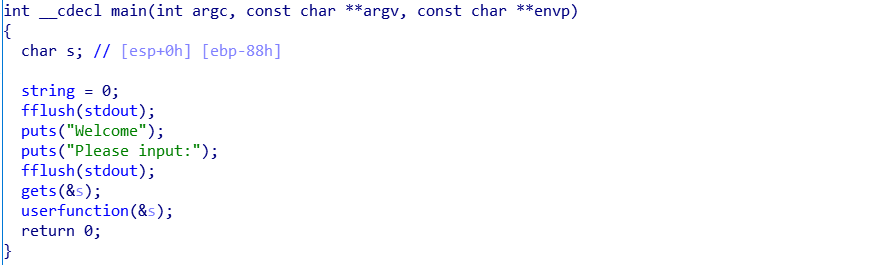 int __cdecl main(int argc, const char **argv, const char **envp)
{
char s; // [esp+0h] [ebp-88h]
string = 0;
fflush(stdout);
puts("Welcome");
puts("Please input:");
fflush(stdout);
gets(&s);
userfunction(&s);
return 0;
}